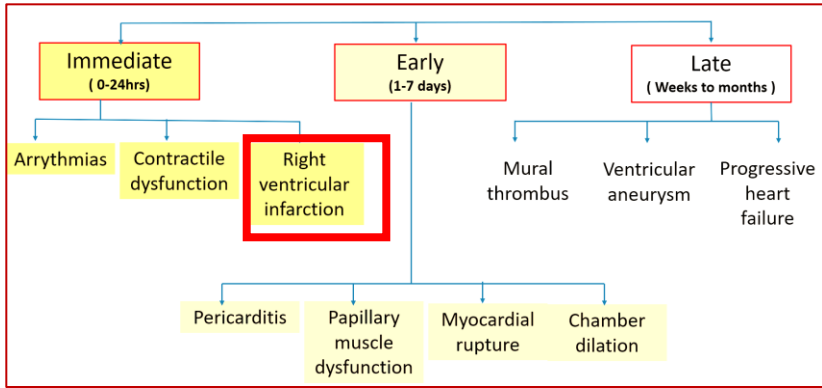 Immediate
( 0-24hrs)
Early
(1-7 days)
Late
( Weeks to months )
Arrythmias
Contractile
dysfunction
Right
ventricular
infarction
Mural
thrombus
Ventricular
aneurysm
Progressive
heart
failure
Pericarditis
Papillary
muscle
dysfunction
Myocardial
rupture
Chamber
dilation